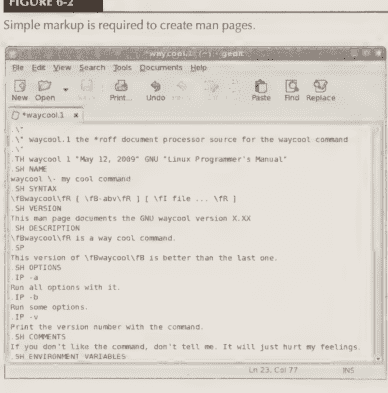 FIGURE 6-2
Simple markup is required to create man pages.
*waycool.1 (~) - gedit
File Edit View Search Tools Documents Help
New Open Print... Undo Paste Find Replace
*waycool.1 ×
.\"
.\" waycool.1 the *roff document processor source for the waycool command
.\"
.TH waycool 1 "May 12, 2009" GNU "Linux Programmer's Manual"
.SH NAME
waycool \- my cool command
.SH SYNTAX
\fBwaycool\fR [ \fB-abv\fR ] [ \fI file ... \fR ]
.SH VERSION
This man page documents the GNU waycool version X.XX
.SH DESCRIPTION
\fBwaycool\fR is a way cool command.
.SP
This version of \fBwaycool\fB is better than the last one.
.SH OPTIONS
.IP -a
Run all options with it.
.IP -b
Run some options.
.IP -v
Print the version number with the command.
.SH COMMENTS
If you don't like the command, don't tell me. It will just hurt my feelings.
.SH ENVIRONMENT VARIABLES
Ln 23, Col 77 INS